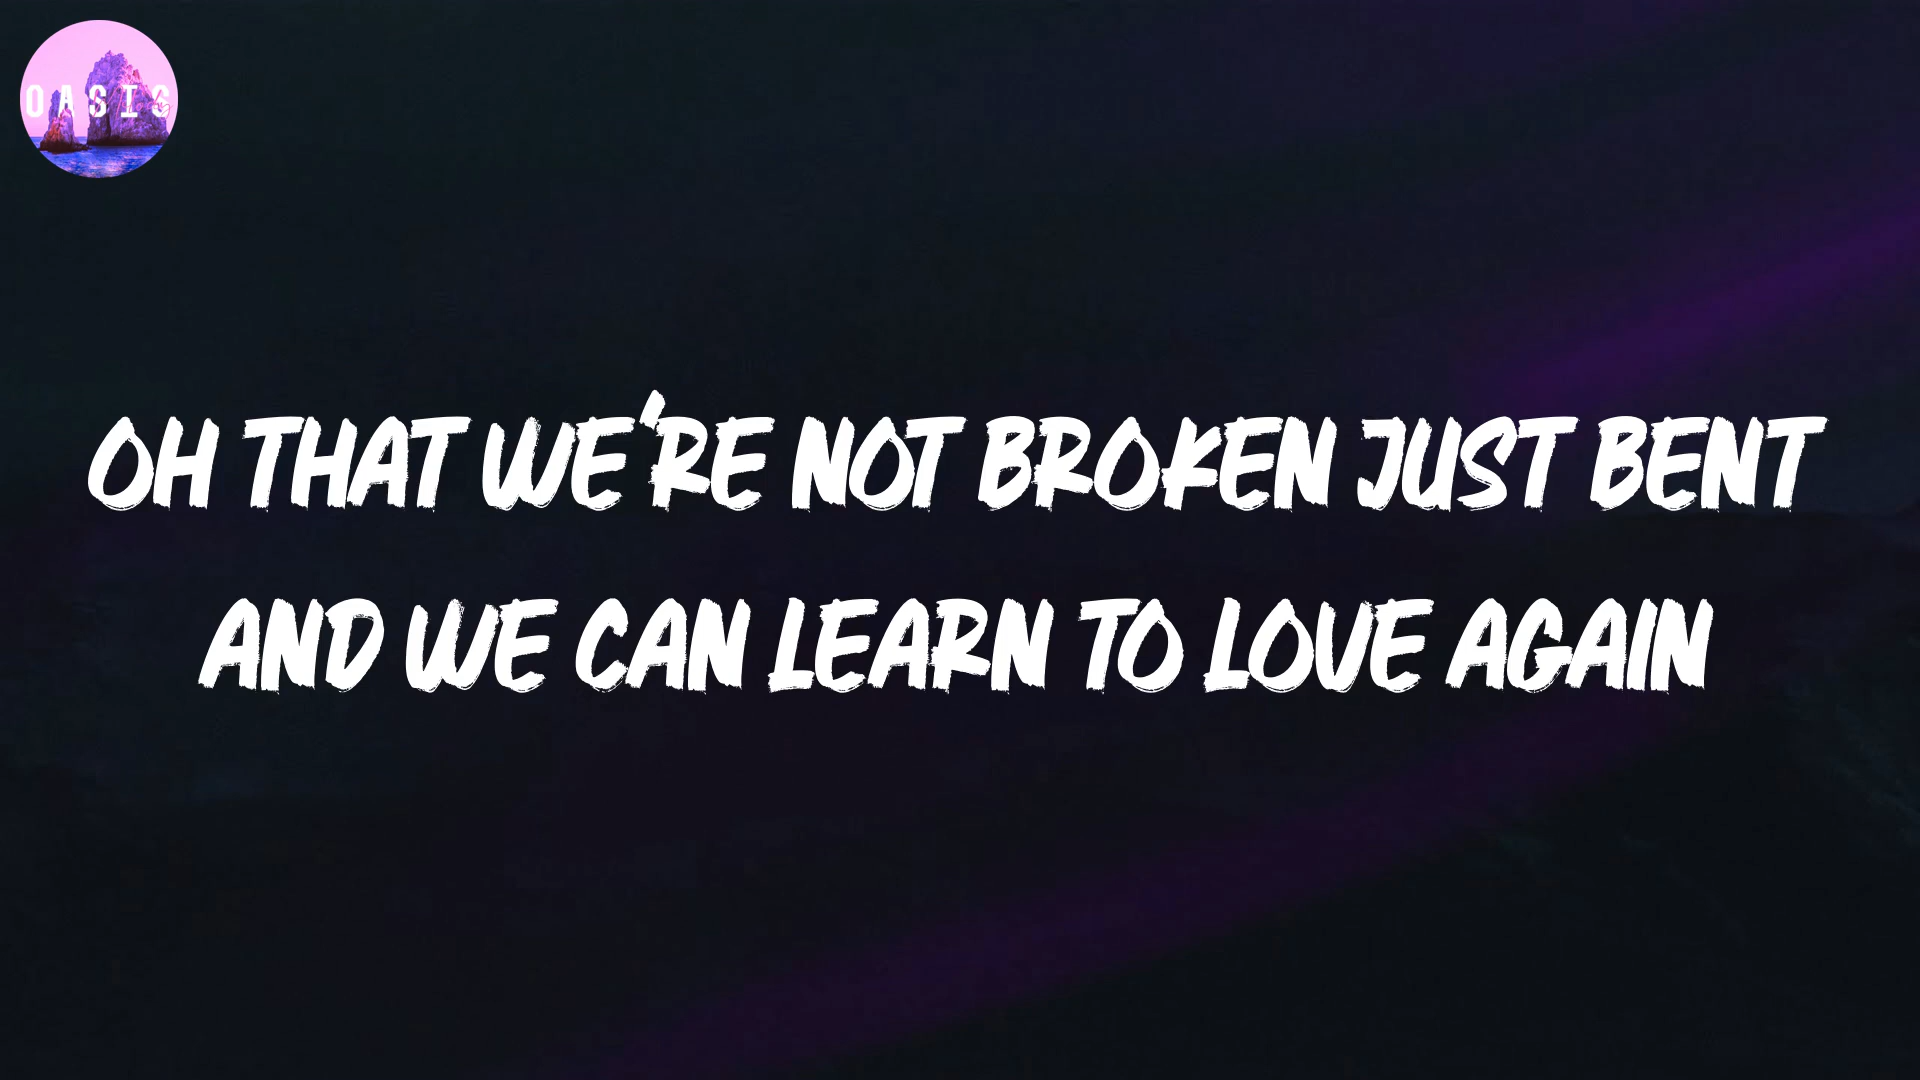 OASIS
OH THAT WE'RE NOT BROKEN JUST BENT
AND WE CAN LEARN TO LOVE AGAIN